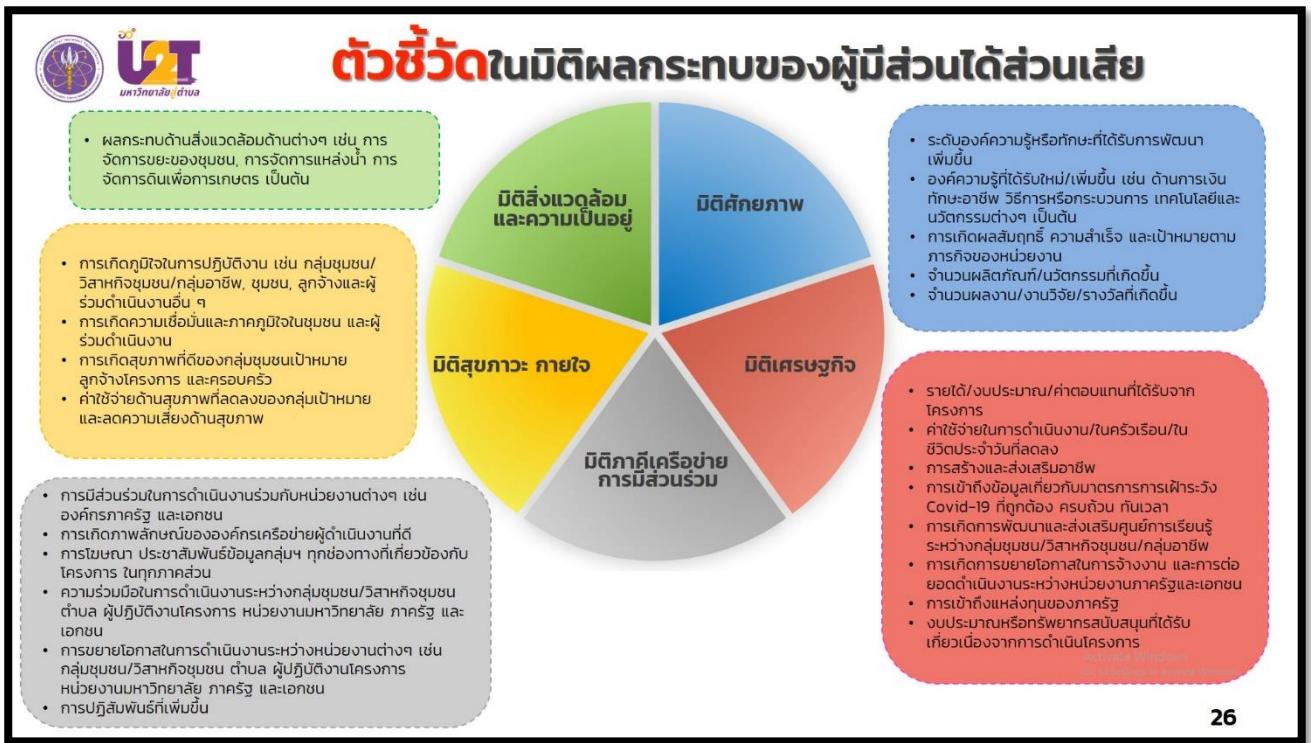 U2T
มหาวิทยาลัยสู่ตำบล
ตัวชี้วัดในมิติผลกระทบของผู้มีส่วนได้ส่วนเสีย
• ผลกระทบด้านสิ่งแวดล้อมด้านต่างๆ เช่น การ
จัดการขยะของชุมชน, การจัดการแหล่งน้ำ การ
จัดการดินเพื่อการเกษตร เป็นต้น
• การเกิดภูมิใจในการปฏิบัติงาน เช่น กลุ่มชุมชน/
วิสาหกิจชุมชน/กลุ่มอาชีพ, ชุมชน, ลูกจ้างและผู้
ร่วมดำเนินงานอื่น ๆ
• การเกิดความเชื่อมั่นและภาคภูมิใจในชุมชน และผู้
ร่วมดำเนินงาน
• การเกิดสุขภาพที่ดีของกลุ่มชุมชนเป้าหมาย
ลูกจ้างโครงการ และครอบครัว
• ค่าใช้จ่ายด้านสุขภาพที่ลดลงของกลุ่มเป้าหมาย
และลดความเสี่ยงด้านสุขภาพ
• การมีส่วนร่วมในการดำเนินงานร่วมกับหน่วยงานต่างๆ เช่น
องค์กรภาครัฐ และเอกชน
• การเกิดภาพลักษณ์ขององค์กรเครือข่ายผู้ดำเนินงานที่ดี
• การโฆษณา ประชาสัมพันธ์ข้อมูลกลุ่มฯ ทุกช่องทางที่เกี่ยวข้องกับ
โครงการ ในทุกภาคส่วน
• ความร่วมมือในการดำเนินงานระหว่างกลุ่มชุมชน/วิสาหกิจชุมชน
ตำบล ผู้ปฏิบัติงานโครงการ หน่วยงานมหาวิทยาลัย ภาครัฐ และ
เอกชน
• การขยายโอกาสในการดำเนินงานระหว่างหน่วยงานต่างๆ เช่น
กลุ่มชุมชน/วิสาหกิจชุมชน ตำบล ผู้ปฏิบัติงานโครงการ
หน่วยงานมหาวิทยาลัย ภาครัฐ และเอกชน
• การปฏิสัมพันธ์ที่เพิ่มขึ้น
มิติสิ่งแวดล้อม
และความเป็นอยู่
มิติศักยภาพ
มิติสุขภาวะ กายใจ
มิติเศรษฐกิจ
มิติภาคีเครือข่าย
การมีส่วนร่วม
• ระดับองค์ความรู้หรือทักษะที่ได้รับการพัฒนา
เพิ่มขึ้น
• องค์ความรู้ที่ได้รับใหม่/เพิ่มขึ้น เช่น ด้านการเงิน
ทักษะอาชีพ วิธีการหรือกระบวนการ เทคโนโลยีและ
นวัตกรรมต่างๆ เป็นต้น
• การเกิดผลสัมฤทธิ์ ความสำเร็จ และเป้าหมายตาม
ภารกิจของหน่วยงาน
• จำนวนผลิตภัณฑ์/นวัตกรรมที่เกิดขึ้น
• จำนวนผลงาน/งานวิจัย/รางวัลที่เกิดขึ้น
• รายได้/งบประมาณ/ค่าตอบแทนที่ได้รับจาก
โครงการ
• ค่าใช้จ่ายในการดำเนินงาน/ในครัวเรือน/ใน
ชีวิตประจำวันที่ลดลง
• การสร้างและส่งเสริมอาชีพ
• การเข้าถึงข้อมูลเกี่ยวกับมาตรการการเฝ้าระวัง
Covid-19 ที่ถูกต้อง ครบถ้วน ทันเวลา
• การเกิดการพัฒนาและส่งเสริมศูนย์การเรียนรู้
ระหว่างกลุ่มชุมชน/วิสาหกิจชุมชน/กลุ่มอาชีพ
• การเกิดการขยายโอกาสในการจ้างงาน และการต่อ
ยอดดำเนินงานระหว่างหน่วยงานภาครัฐและเอกชน
• การเข้าถึงแหล่งทุนของภาครัฐ
• งบประมาณหรือทรัพยากรสนับสนุนที่ได้รับ
เกี่ยวเนื่องจากการดำเนินโครงการ
Activate Windows
26